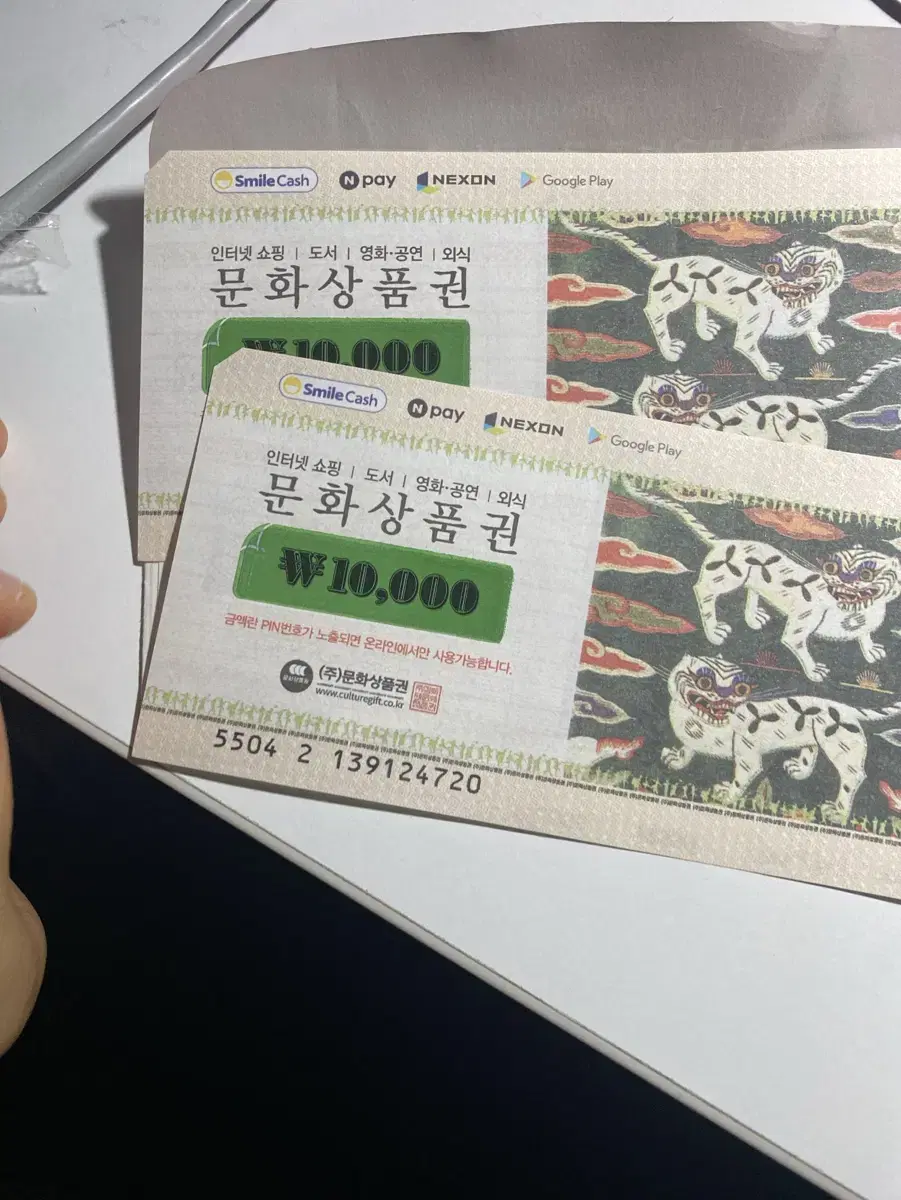 Smile Cash N pay NEXON Google Play
인터넷 쇼핑 | 도서 | 영화·공연 | 외식
문화상품권
₩10,000
Smile Cash N pay NEXON Google Play
인터넷 쇼핑 | 도서 | 영화·공연 | 외식
문화상품권
₩10,000
금액란 PIN번호가 노출되면 온라인에서만 사용가능합니다.
(주)문화상품권
www.culturegift.co.kr
5504 2 139124720